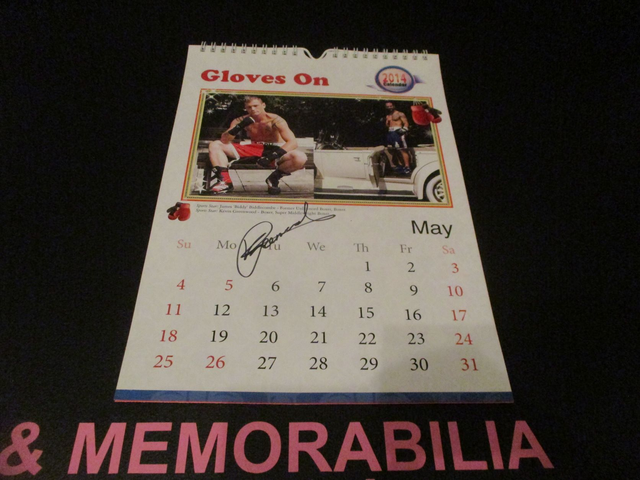 Gloves On
2014
Calendar
May
Su Mo Tu We Th Fr Sa
1 2 3
4 5 6 7 8 9 10
11 12 13 14 15 16 17
18 19 20 21 22 23 24
25 26 27 28 29 30 31
& MEMORABILIA